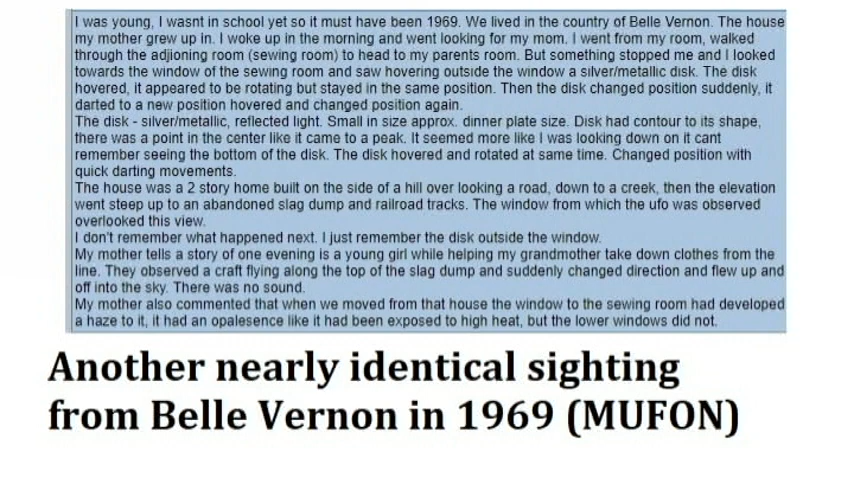 I was young, I wasnt in school yet so it must have been 1969. We lived in the country of Belle Vernon. The house
my mother grew up in. I woke up in the morning and went looking for my mom. I went from my room, walked
through the adjioning room (sewing room) to head to my parents room. But something stopped me and I looked
towards the window of the sewing room and saw hovering outside the window a silver/metallic disk. The disk
hovered, it appeared to be rotating but stayed in the same position. Then the disk changed position suddenly, it
darted to a new position hovered and changed position again.
The disk - silver/metallic, reflected light. Small in size approx. dinner plate size. Disk had contour to its shape,
there was a point in the center like it came to a peak. It seemed more like I was looking down on it cant
remember seeing the bottom of the disk. The disk hovered and rotated at same time. Changed position with
quick darting movements.
The house was a 2 story home built on the side of a hill over looking a road, down to a creek, then the elevation
went steep up to an abandoned slag dump and railroad tracks. The window from which the ufo was observed
overlooked this view.
I don't remember what happened next. I just remember the disk outside the window.
My mother tells a story of one evening is a young girl while helping my grandmother take down clothes from the
line. They observed a craft flying along the top of the slag dump and suddenly changed direction and flew up and
off into the sky. There was no sound.
My mother also commented that when we moved from that house the window to the sewing room had developed
a haze to it, it had an opalesence like it had been exposed to high heat, but the lower windows did not.
Another nearly identical sighting
from Belle Vernon in 1969 (MUFON)